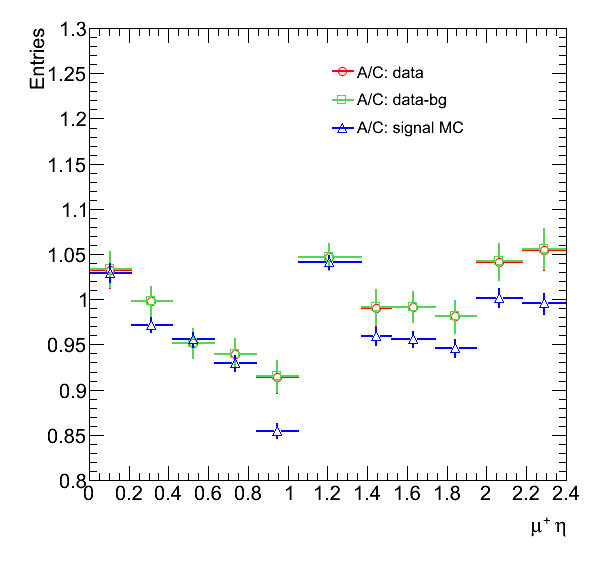 Entries
1.3
1.25
1.2
1.15
1.1
1.05
1
0.95
0.9
0.85
0.8
A/C: data
A/C: data-bg
A/C: signal MC
0 0.2 0.4 0.6 0.8 1 1.2 1.4 1.6 1.8 2 2.2 2.4
μ⁺ η